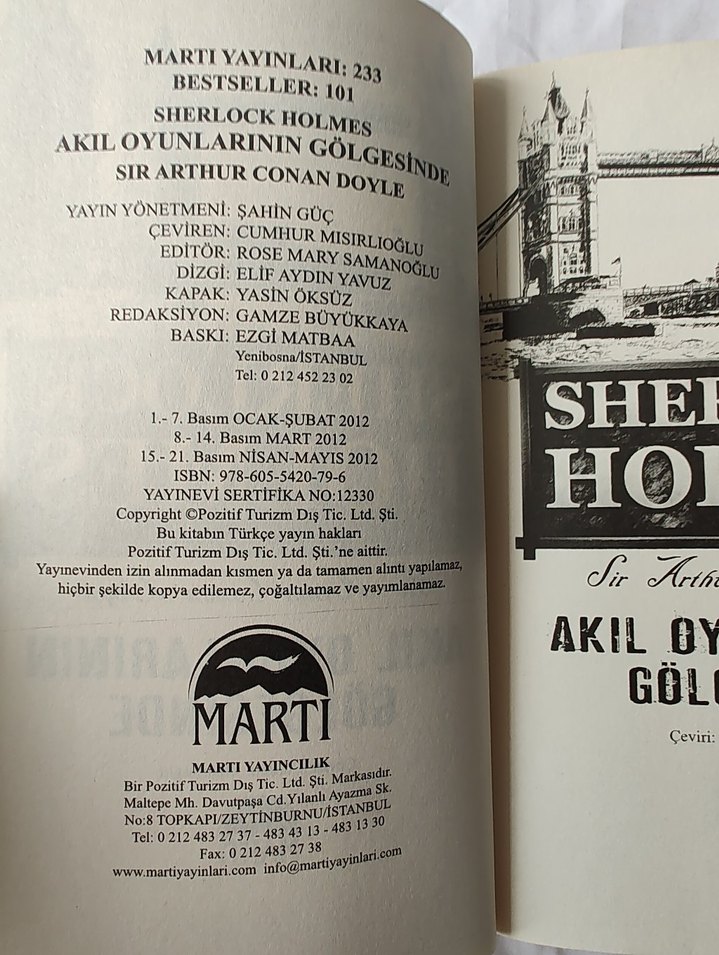 MARTI YAYINLARI: 233
BESTSELLER: 101
SHERLOCK HOLMES
AKIL OYUNLARININ GÖLGESİNDE
SIR ARTHUR CONAN DOYLE
YAYIN YÖNETMENİ: ŞAHİN GÜÇ
ÇEVİREN: CUMHUR MISIRLIOĞLU
EDİTÖR: ROSE MARY SAMANOĞLU
DİZGİ: ELİF AYDIN YAVUZ
KAPAK: YASİN ÖKSÜZ
REDAKSİYON: GAMZE BÜYÜKKAYA
BASKI: EZGİ MATBAA
Yenibosna/İSTANBUL
Tel: 0 212 452 23 02
1.- 7. Basım OCAK-ŞUBAT 2012
8.- 14. Basım MART 2012
15.- 21. Basım NİSAN-MAYIS 2012
ISBN: 978-605-5420-79-6
YAYINEVİ SERTİFİKA NO:12330
Copyright ©Pozitif Turizm Dış Tic. Ltd. Şti.
Bu kitabın Türkçe yayın hakları
Pozitif Turizm Dış Tic. Ltd. Şti.'ne aittir.
Yayınevinden izin alınmadan kısmen ya da tamamen alıntı yapılamaz,
hiçbir şekilde kopya edilemez, çoğaltılamaz ve yayımlanamaz.
MARTI
MARTI YAYINCILIK
Bir Pozitif Turizm Dış Tic. Ltd. Şti. Markasıdır.
Maltepe Mh. Davutpaşa Cd.Yılanlı Ayazma Sk.
No:8 TOPKAPI/ZEYTİNBURNU/İSTANBUL
Tel: 0 212 483 27 37 - 483 43 13 - 483 13 30
Fax: 0 212 483 27 38
www.martiyayinlari.com info@martiyayinlari.com
SHER
HOL
Sir Arthu
AKIL OY
GÖLG
Çeviri: